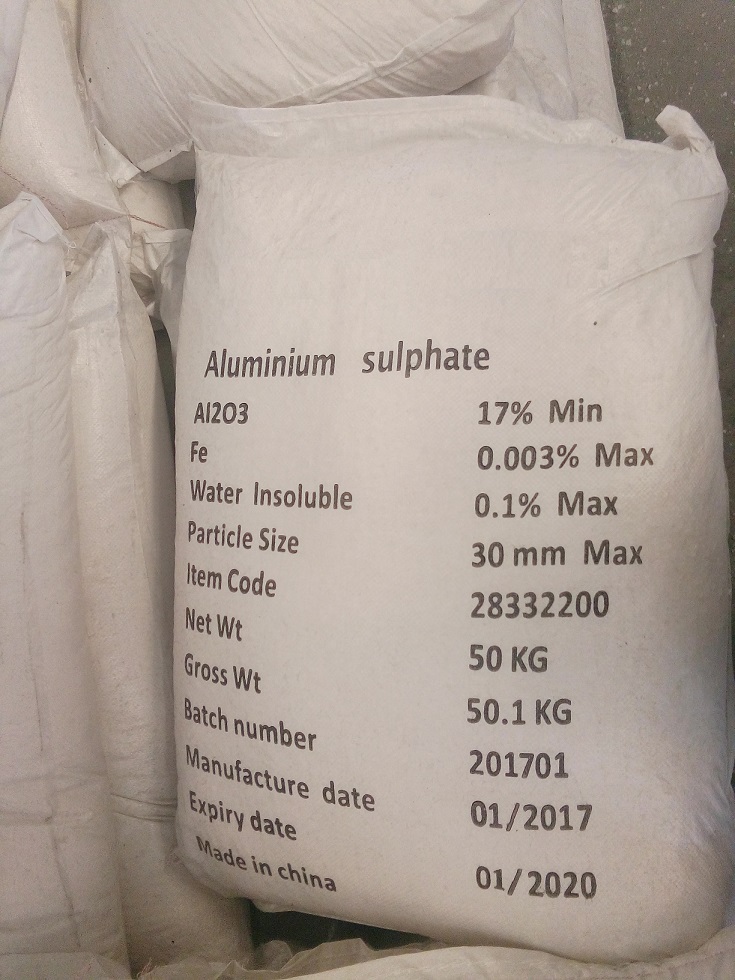 Aluminium sulphate
Al2O3 17% Min
Fe 0.003% Max
Water Insoluble 0.1% Max
Particle Size 30 mm Max
Item Code 28332200
Net Wt 50 KG
Gross Wt 50.1 KG
Batch number 201701
Manufacture date 01/2017
Expiry date 01/2020
Made in china